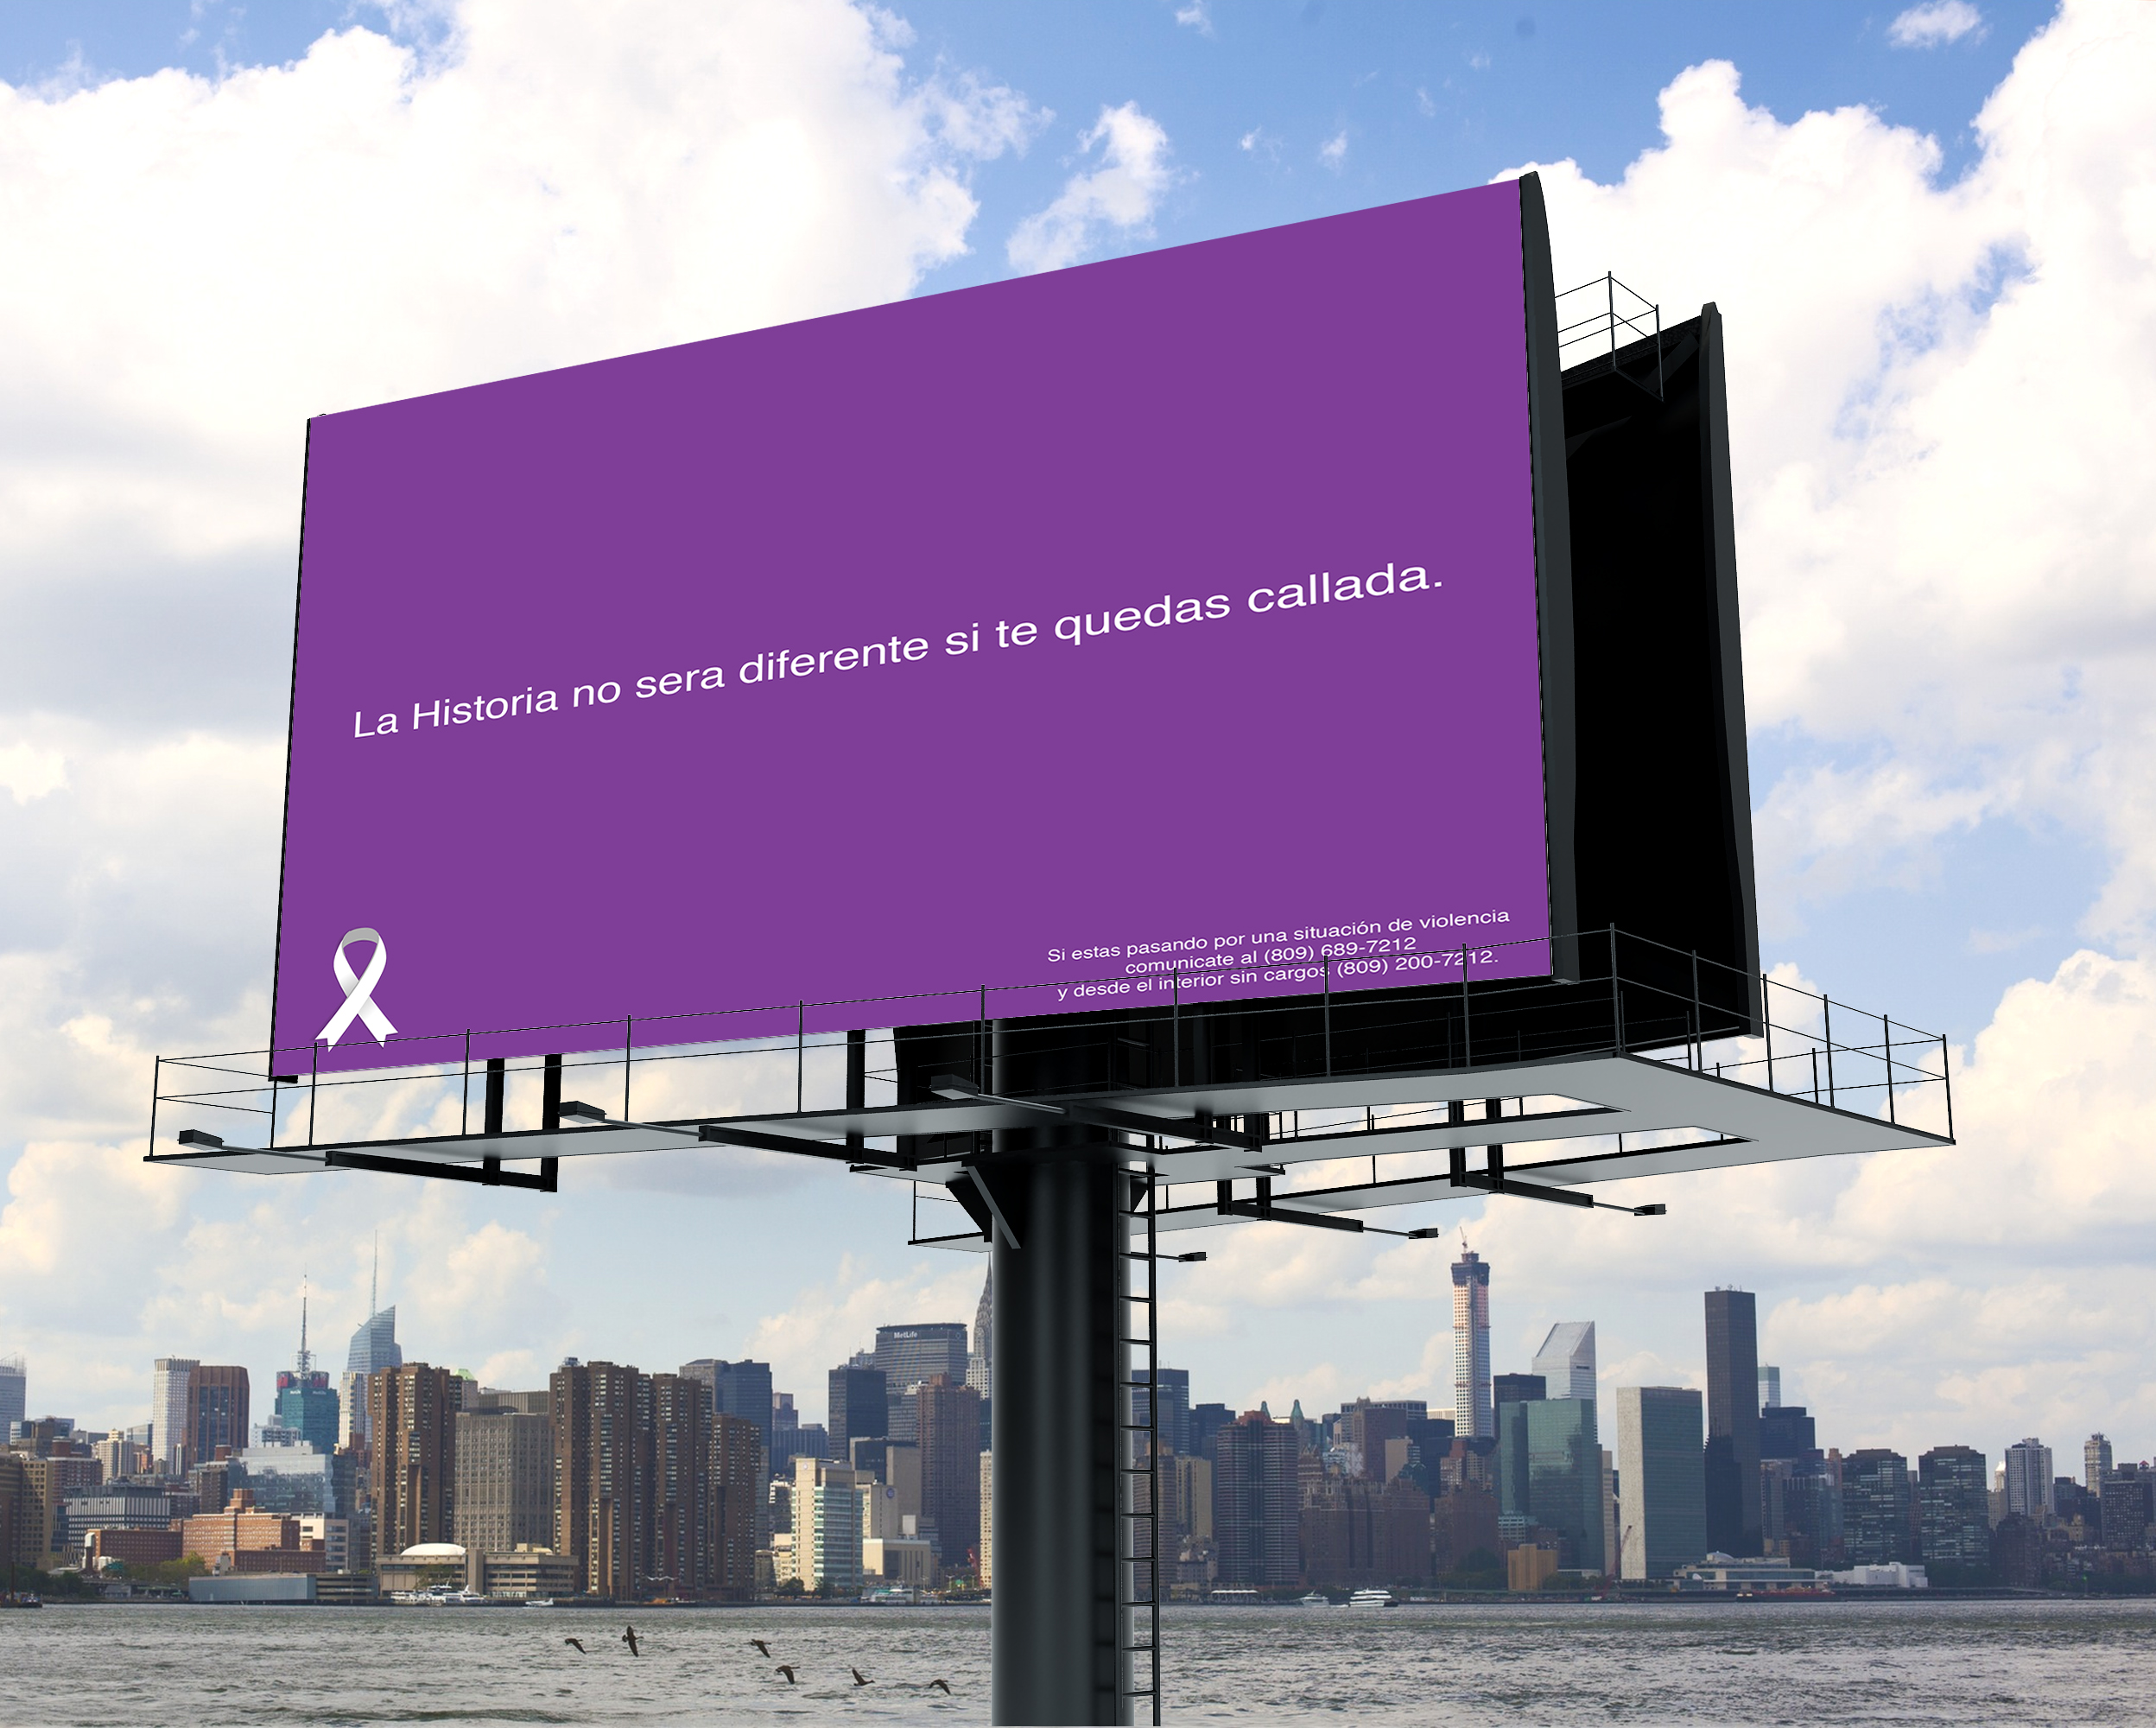 La Historia no sera diferente si te quedas callada.
Si estas pasando por una situación de violencia
comunicate al (809) 689-7212
y desde el interior sin cargos (809) 200-7212.
MetLife